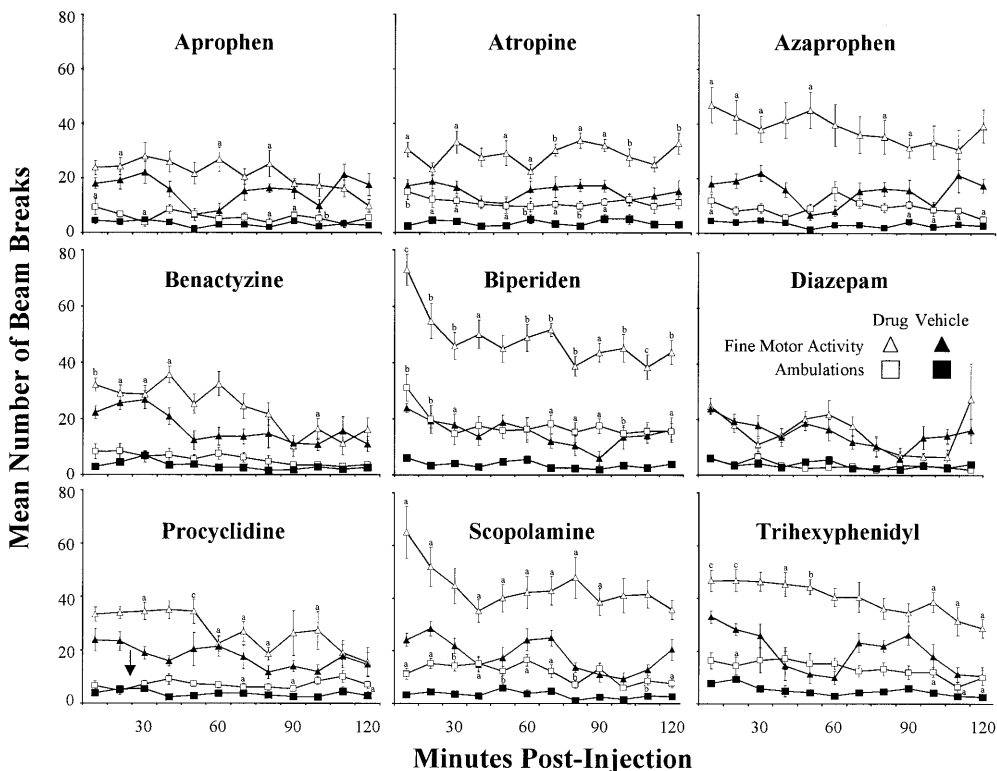 Mean Number of Beam Breaks
80
60
40
20
0
Aprophen
Atropine
Azaprophen
80
60
40
20
0
Benactyzine
Biperiden
Diazepam
Drug Vehicle
Fine Motor Activity
Ambulations
80
60
40
20
0
Procyclidine
Scopolamine
Trihexyphenidyl
30 60 90 120
30 60 90 120
30 60 90 120
Minutes Post-Injection